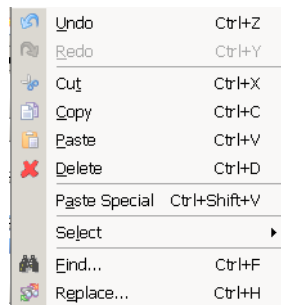 Undo Ctrl+Z
Redo Ctrl+Y
Cut Ctrl+X
Copy Ctrl+C
Paste Ctrl+V
Delete Ctrl+D
Paste Special Ctrl+Shift+V
Select
Find... Ctrl+F
Replace... Ctrl+H